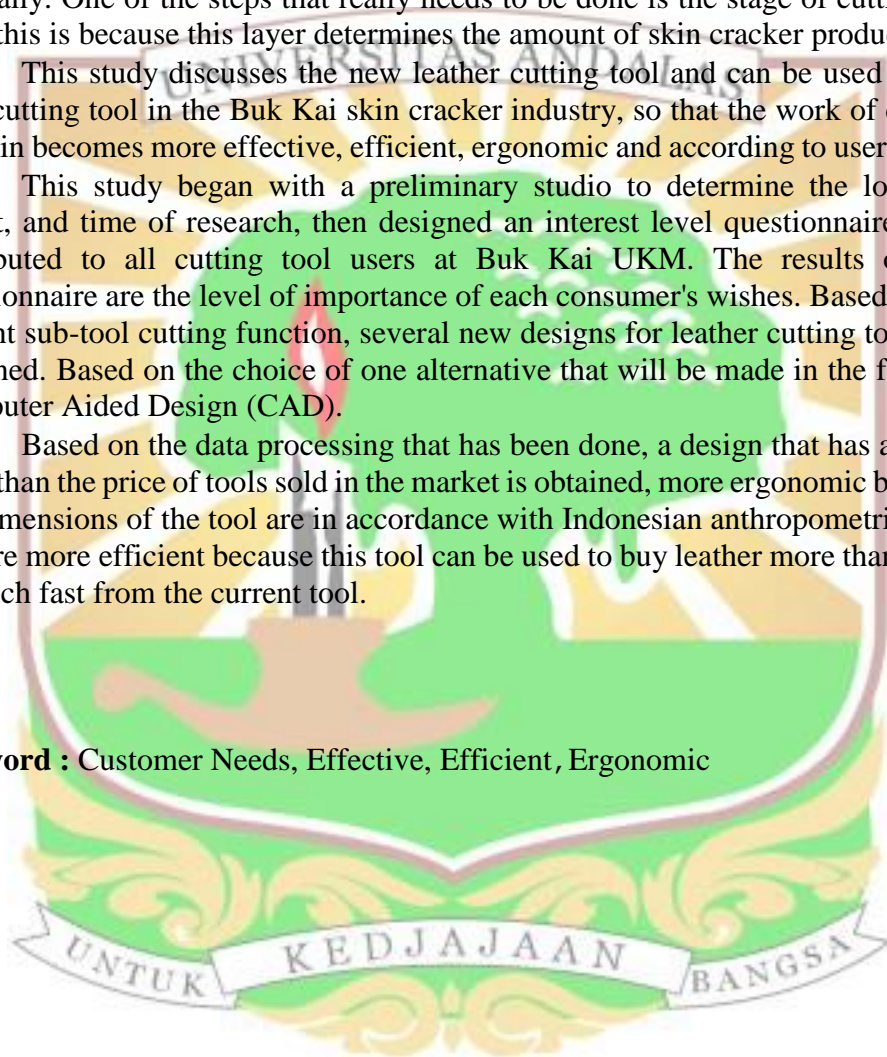 ally. One of the steps that really needs to be done is the stage of cutti
this is because this layer determines the amount of skin cracker produc
UNIVERSITAS ANDALAS
This study discusses the new leather cutting tool and can be used
cutting tool in the Buk Kai skin cracker industry, so that the work of
in becomes more effective, efficient, ergonomic and according to user
This study began with a preliminary studio to determine the lo
t, and time of research, then designed an interest level questionnaire
buted to all cutting tool users at Buk Kai UKM. The results
ionnaire are the level of importance of each consumer's wishes. Based
nt sub-tool cutting function, several new designs for leather cutting to
ned. Based on the choice of one alternative that will be made in the f
outer Aided Design (CAD).
Based on the data processing that has been done, a design that has a
than the price of tools sold in the market is obtained, more ergonomic b
mensions of the tool are in accordance with Indonesian anthropometri
re more efficient because this tool can be used to buy leather more than
ch fast from the current tool.
word : Customer Needs, Effective, Efficient, Ergonomic
UNTUK KEDJAJAAN BANGSA